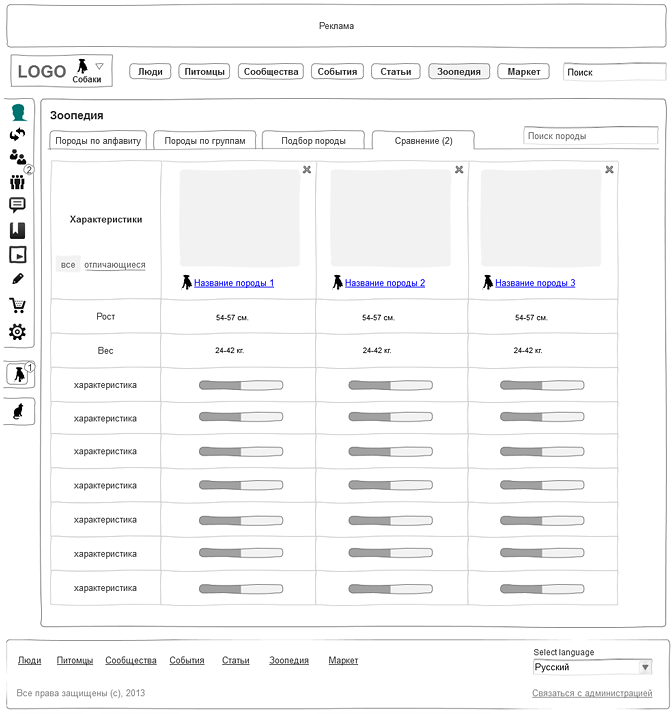 Реклама
LOGO
Собаки
Люди
Питомцы
Сообщества
События
Статьи
Зоопедия
Маркет
Поиск
Зоопедия
Породы по алфавиту
Породы по группам
Подбор породы
Сравнение (2)
Поиск породы
2
Характеристики
все отличающиеся
Название породы 1
Название породы 2
Название породы 3
Рост 54-57 см. 54-57 см. 54-57 см.
Вес 24-42 кг. 24-42 кг. 24-42 кг.
1
характеристика
характеристика
характеристика
характеристика
характеристика
характеристика
характеристика
Люди Питомцы Сообщества События Статьи Зоопедия Маркет
Select language
Русский
Все права защищены (с), 2013
Связаться с администрацией